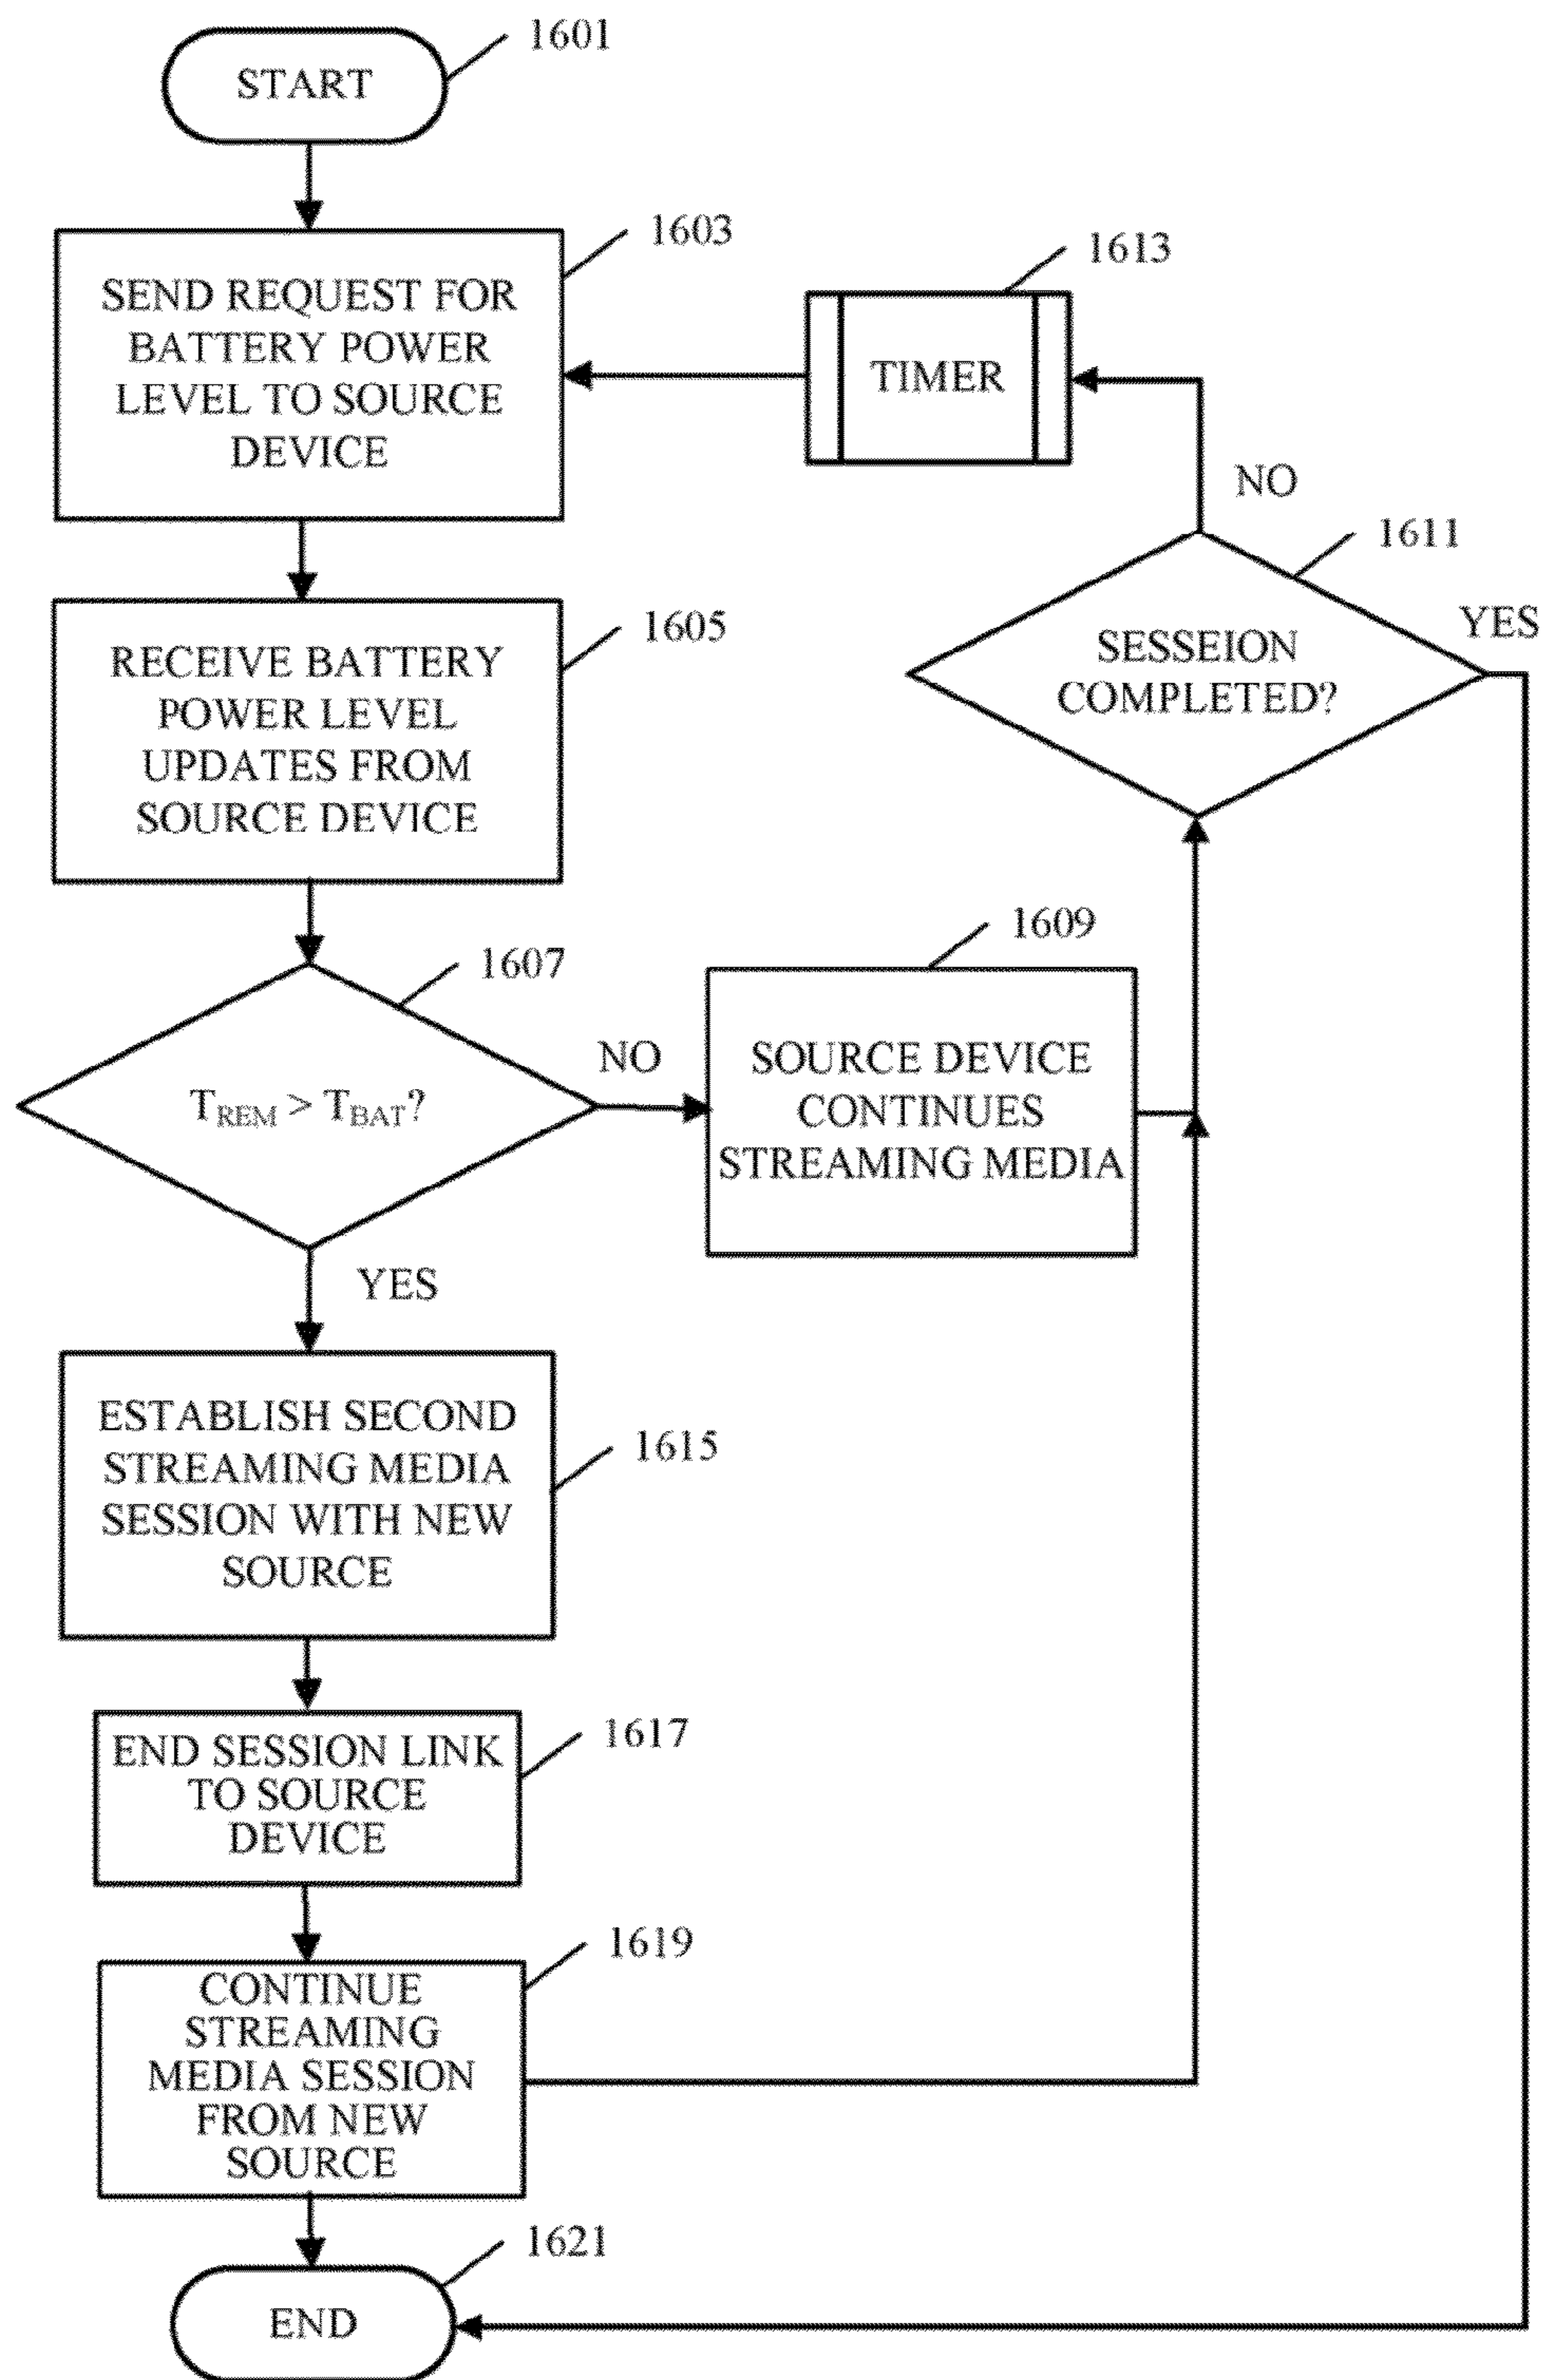 START
1601
1603
SEND REQUEST FOR
BATTERY POWER
LEVEL TO SOURCE
DEVICE
1613
TIMER
NO
1611
YES
SESSEION
COMPLETED?
1605
RECEIVE BATTERY
POWER LEVEL
UPDATES FROM
SOURCE DEVICE
1607
T_REM > T_BAT?
NO
YES
1609
SOURCE DEVICE
CONTINUES
STREAMING MEDIA
1615
ESTABLISH SECOND
STREAMING MEDIA
SESSION WITH NEW
SOURCE
1617
END SESSION LINK
TO SOURCE
DEVICE
1619
CONTINUE
STREAMING
MEDIA SESSION
FROM NEW
SOURCE
1621
END